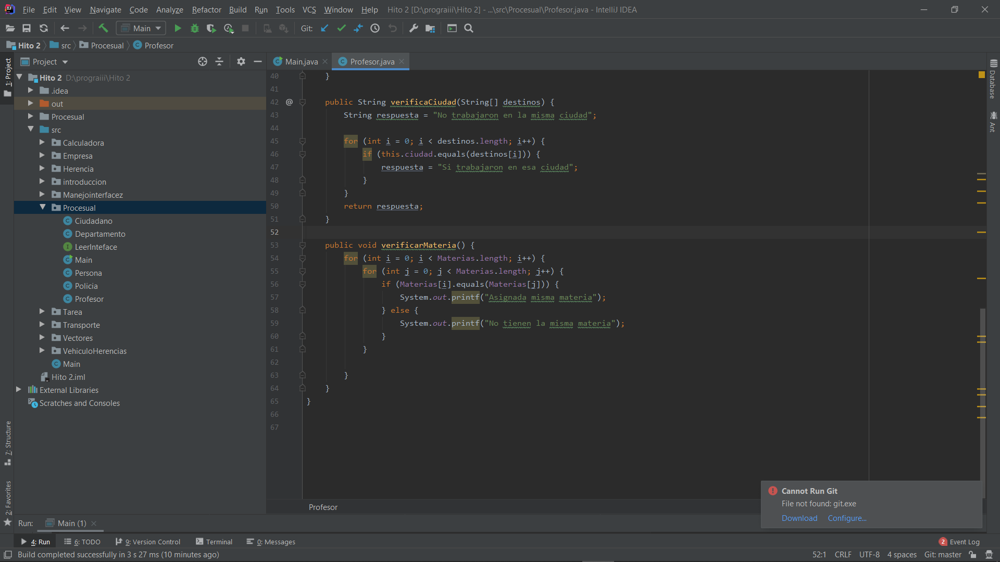 File Edit View Navigate Code Analyze Refactor Build Run Tools VCS Window Help Hito 2 [D:\prograiii\Hito 2] - ...\src\Procesual\Profesor.java - IntelliJ IDEA
Main Git:
Hito 2 src Procesual Profesor
Project Main.java Profesor.java
1: Project
7: Structure
2: Favorites
Hito 2 D:\prograiii\Hito 2
.idea
out
Procesual
src
Calculadora
Empresa
Herencia
introduccion
Manejointerfacez
Procesual
Ciudadano
Departamento
LeerInteface
Main
Persona
Policia
Profesor
Tarea
Transporte
Vectores
VehiculoHerencias
Main
Hito 2.iml
External Libraries
Scratches and Consoles
40 }
41
42 @ public String verificaCiudad(String[] destinos) {
43 String respuesta = "No trabajaron en la misma ciudad";
44
45 for (int i = 0; i < destinos.length; i++) {
46 if (this.ciudad.equals(destinos[i])) {
47 respuesta = "Si trabajaron en esa ciudad";
48 }
49 }
50 return respuesta;
51 }
52
53 public void verificarMateria() {
54 for (int i = 0; i < Materias.length; i++) {
55 for (int j = 0; j < Materias.length; j++) {
56 if (Materias[i].equals(Materias[j])) {
57 System.out.printf("Asignada misma materia");
58 } else {
59 System.out.printf("No tienen la misma materia");
60 }
61 }
62
63 }
64 }
65 }
66
67
Profesor
Database
Ant
Cannot Run Git
File not found: git.exe
Download Configure...
Run: Main (1)
4: Run 6: TODO 9: Version Control Terminal 0: Messages 2 Event Log
Build completed successfully in 3 s 27 ms (10 minutes ago) 52:1 CRLF UTF-8 4 spaces Git: master